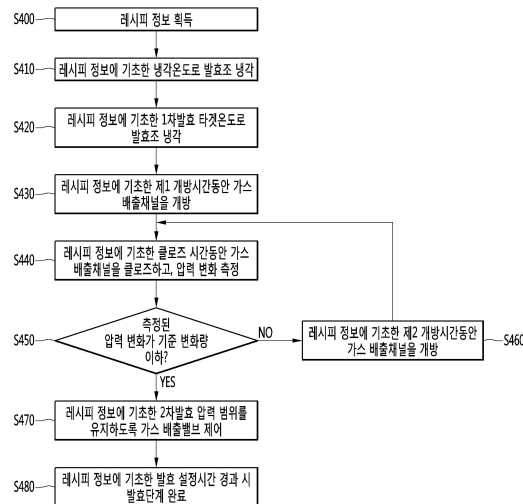 S400
레시피 정보 획득
S410
레시피 정보에 기초한 냉각온도로 발효조 냉각
S420
레시피 정보에 기초한 1차발효 타겟온도로
발효조 냉각
S430
레시피 정보에 기초한 제1 개방시간동안 가스
배출채널을 개방
S440
레시피 정보에 기초한 클로즈 시간동안 가스
배출채널을 클로즈하고, 압력 변화 측정
S450
측정된
압력 변화가 기준 변화량
이하?
NO
레시피 정보에 기초한 제2 개방시간동안
가스 배출채널을 개방
S460
YES
S470
레시피 정보에 기초한 2차발효 압력 범위를
유지하도록 가스 배출밸브 제어
S480
레시피 정보에 기초한 발효 설정시간 경과 시
발효단계 완료